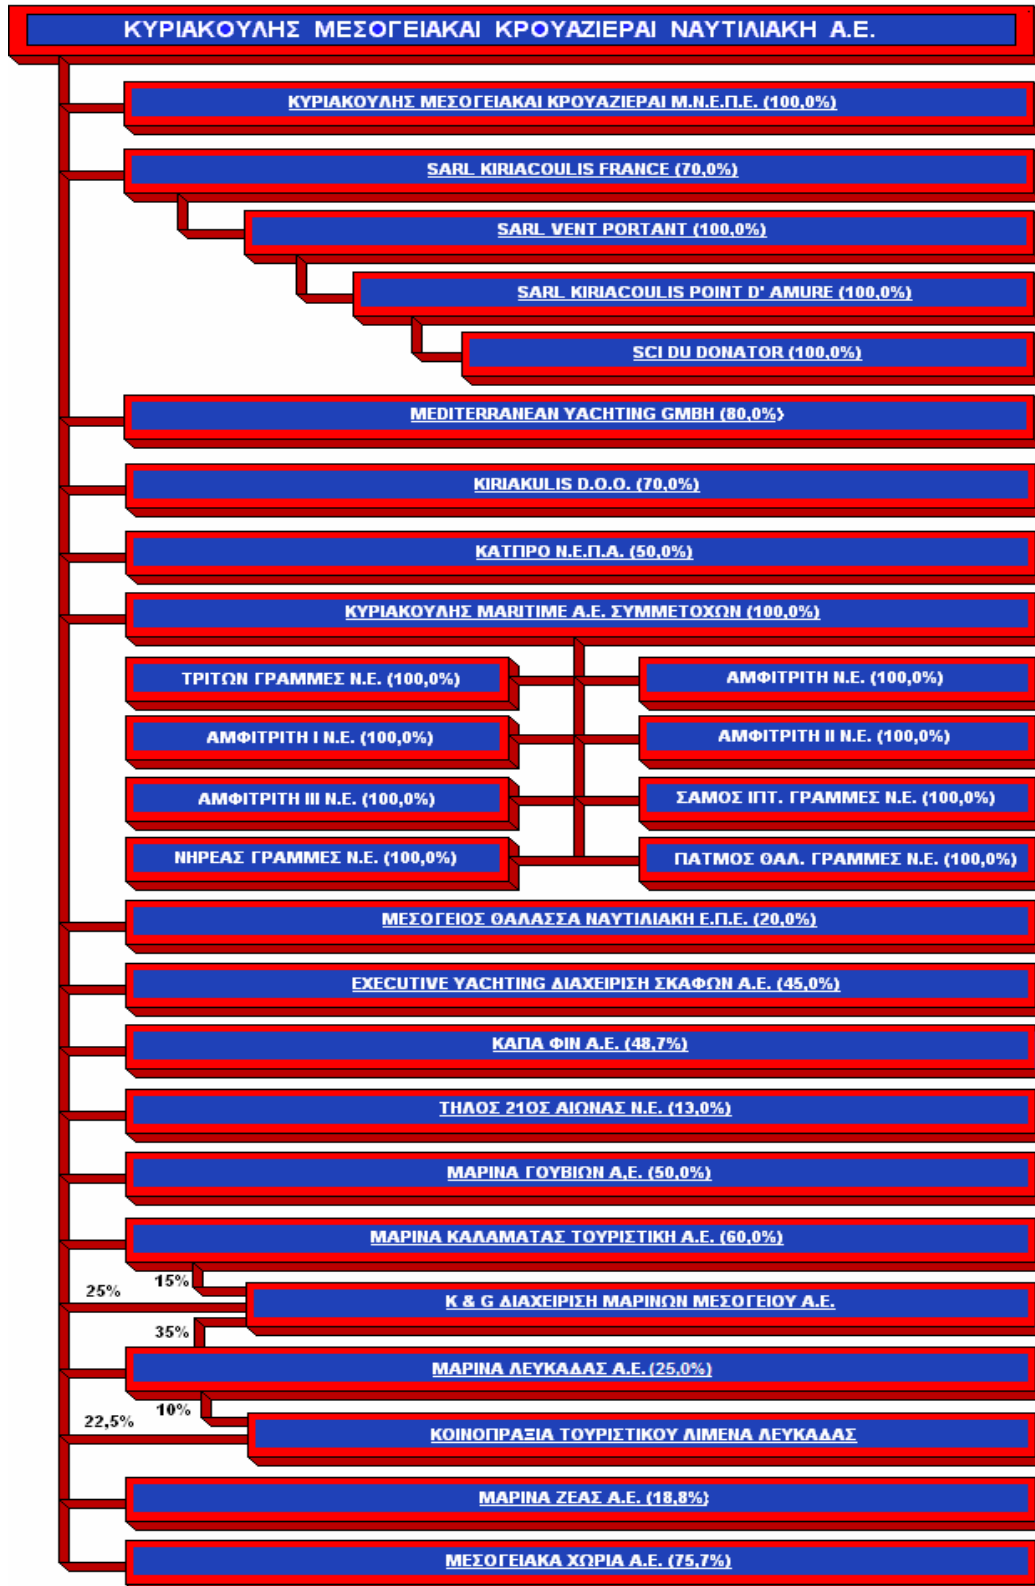 ΚΥΡΙΑΚΟΥΛΗΣ ΜΕΣΟΓΕΙΑΚΑΙ ΚΡΟΥΑΖΙΕΡΑΙ ΝΑΥΤΙΛΙΑΚΗ Α.Ε.
ΚΥΡΙΑΚΟΥΛΗΣ ΜΕΣΟΓΕΙΑΚΑΙ ΚΡΟΥΑΖΙΕΡΑΙ Μ.Ν.Ε.Π.Ε. (100,0%)
SARL KIRIACOULIS FRANCE (70,0%)
SARL VENT PORTANT (100,0%)
SARL KIRIACOULIS POINT D' AMURE (100,0%)
SCI DU DONATOR (100,0%)
MEDITERRANEAN YACHTING GMBH (80,0%}
KIRIAKULIS D.O.O. (70,0%)
ΚΑΤΠΡΟ Ν.Ε.Π.Α. (50,0%)
ΚΥΡΙΑΚΟΥΛΗΣ MARITIME Α.Ε. ΣΥΜΜΕΤΟΧΩΝ (100,0%)
ΤΡΙΤΩΝ ΓΡΑΜΜΕΣ Ν.Ε. (100,0%)
ΑΜΦΙΤΡΙΤΗ Ν.Ε. (100,0%)
ΑΜΦΙΤΡΙΤΗ Ι Ν.Ε. (100,0%)
ΑΜΦΙΤΡΙΤΗ ΙΙ Ν.Ε. (100,0%)
ΑΜΦΙΤΡΙΤΗ ΙΙΙ Ν.Ε. (100,0%)
ΣΑΜΟΣ ΙΠΤ. ΓΡΑΜΜΕΣ Ν.Ε. (100,0%)
ΝΗΡΕΑΣ ΓΡΑΜΜΕΣ Ν.Ε. (100,0%)
ΠΑΤΜΟΣ ΘΑΛ. ΓΡΑΜΜΕΣ Ν.Ε. (100,0%)
ΜΕΣΟΓΕΙΟΣ ΘΑΛΑΣΣΑ ΝΑΥΤΙΛΙΑΚΗ Ε.Π.Ε. (20,0%)
EXECUTIVE YACHTING ΔΙΑΧΕΙΡΙΣΗ ΣΚΑΦΩΝ Α.Ε. (45,0%)
ΚΑΠΑ ΦΙΝ Α.Ε. (48,7%)
ΤΗΛΟΣ 21ΟΣ ΑΙΩΝΑΣ Ν.Ε. (13,0%)
ΜΑΡΙΝΑ ΓΟΥΒΙΩΝ Α,Ε. (50,0%)
ΜΑΡΙΝΑ ΚΑΛΑΜΑΤΑΣ ΤΟΥΡΙΣΤΙΚΗ Α.Ε. (60,0%)
15%
25%
K & G ΔΙΑΧΕΙΡΙΣΗ ΜΑΡΙΝΩΝ ΜΕΣΟΓΕΙΟΥ Α.Ε.
35%
ΜΑΡΙΝΑ ΛΕΥΚΑΔΑΣ Α.Ε. (25,0%)
10%
22,5%
ΚΟΙΝΟΠΡΑΞΙΑ ΤΟΥΡΙΣΤΙΚΟΥ ΛΙΜΕΝΑ ΛΕΥΚΑΔΑΣ
ΜΑΡΙΝΑ ΖΕΑΣ Α.Ε. (18,8%}
ΜΕΣΟΓΕΙΑΚΑ ΧΩΡΙΑ Α.Ε. (75,7%)